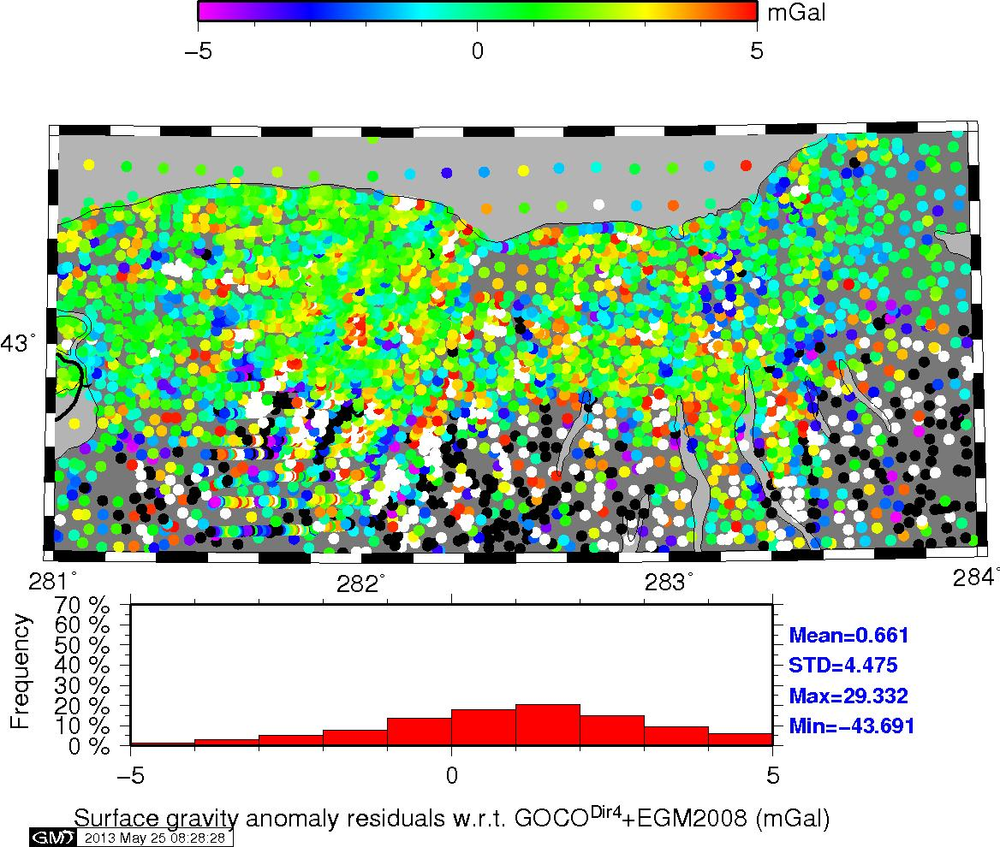 mGal
−5 0 5
43°
281° 282° 283° 284°
70 %
60 %
50 %
40 %
30 %
20 %
10 %
0 %
Frequency
Mean=0.661
STD=4.475
Max=29.332
Min=−43.691
−5 0 5
Surface gravity anomaly residuals w.r.t. GOCO^Dir4+EGM2008 (mGal)
GMT 2013 May 25 08:28:28